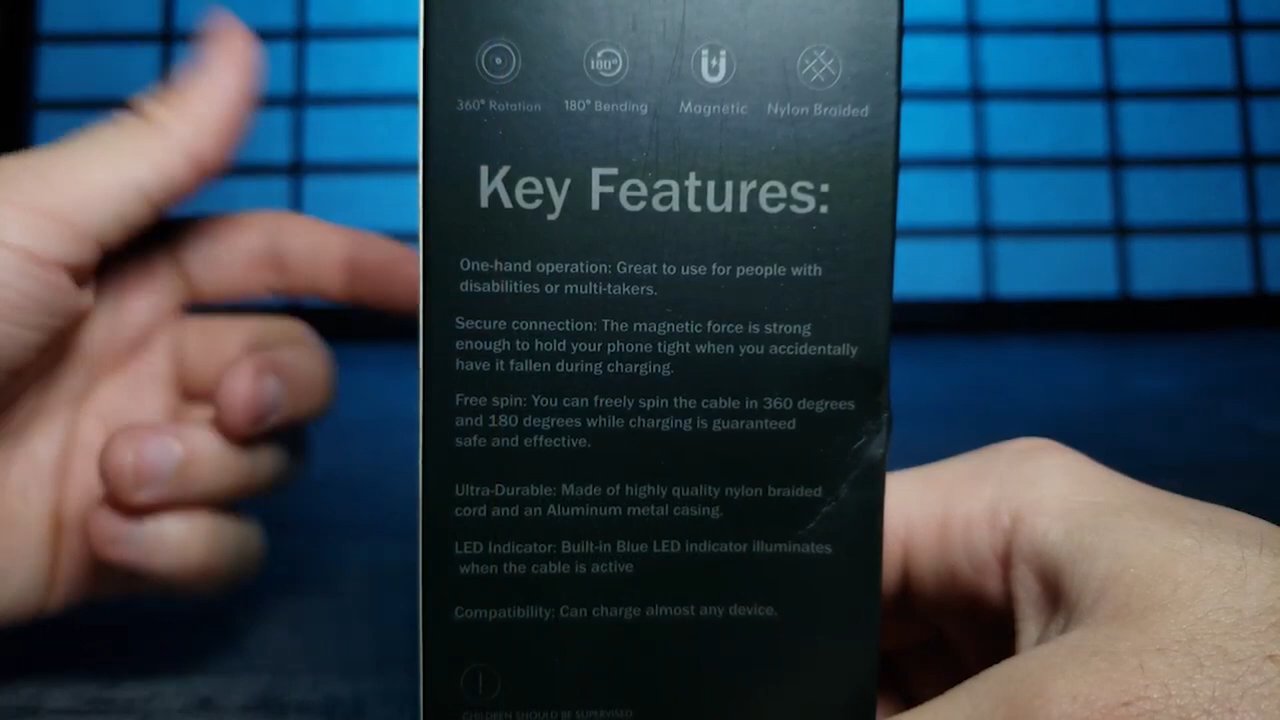 180°
360° Rotation 180° Bending Magnetic Nylon Braided
Key Features:
One-hand operation: Great to use for people with
disabilities or multi-takers.
Secure connection: The magnetic force is strong
enough to hold your phone tight when you accidentally
have it fallen during charging.
Free spin: You can freely spin the cable in 360 degrees
and 180 degrees while charging is guaranteed
safe and effective.
Ultra-Durable: Made of highly quality nylon braided
cord and an Aluminum metal casing.
LED Indicator: Built-in Blue LED indicator illuminates
when the cable is active
Compatibility: Can charge almost any device.
CHILDREN SHOULD BE SUPERVISED